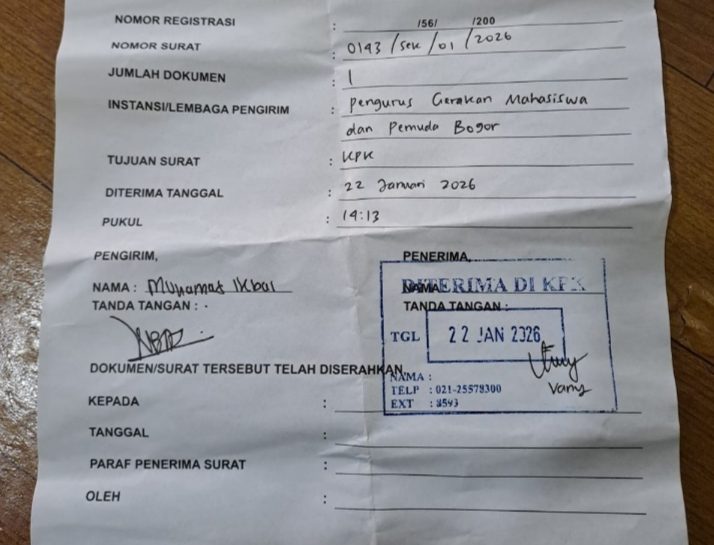 NOMOR REGISTRASI : /56/ /200
NOMOR SURAT : 0143/Sek/01/2026
JUMLAH DOKUMEN : 1
INSTANSI/LEMBAGA PENGIRIM : Pengurus Gerakan Mahasiswa
dan Pemuda Bogor
TUJUAN SURAT : KPK
DITERIMA TANGGAL : 22 Januari 2026
PUKUL : 14:13
PENGIRIM,
NAMA : Muhamad Ikbal
TANDA TANGAN :
PENERIMA,
NAMA
DITERIMA DI KPK
TANDA TANGAN :
TGL 22 JAN 2026
NAMA :
Vany
TELP : 021-25578300
EXT : 8593
DOKUMEN/SURAT TERSEBUT TELAH DISERAHKAN
KEPADA :
TANGGAL :
PARAF PENERIMA SURAT :
OLEH :